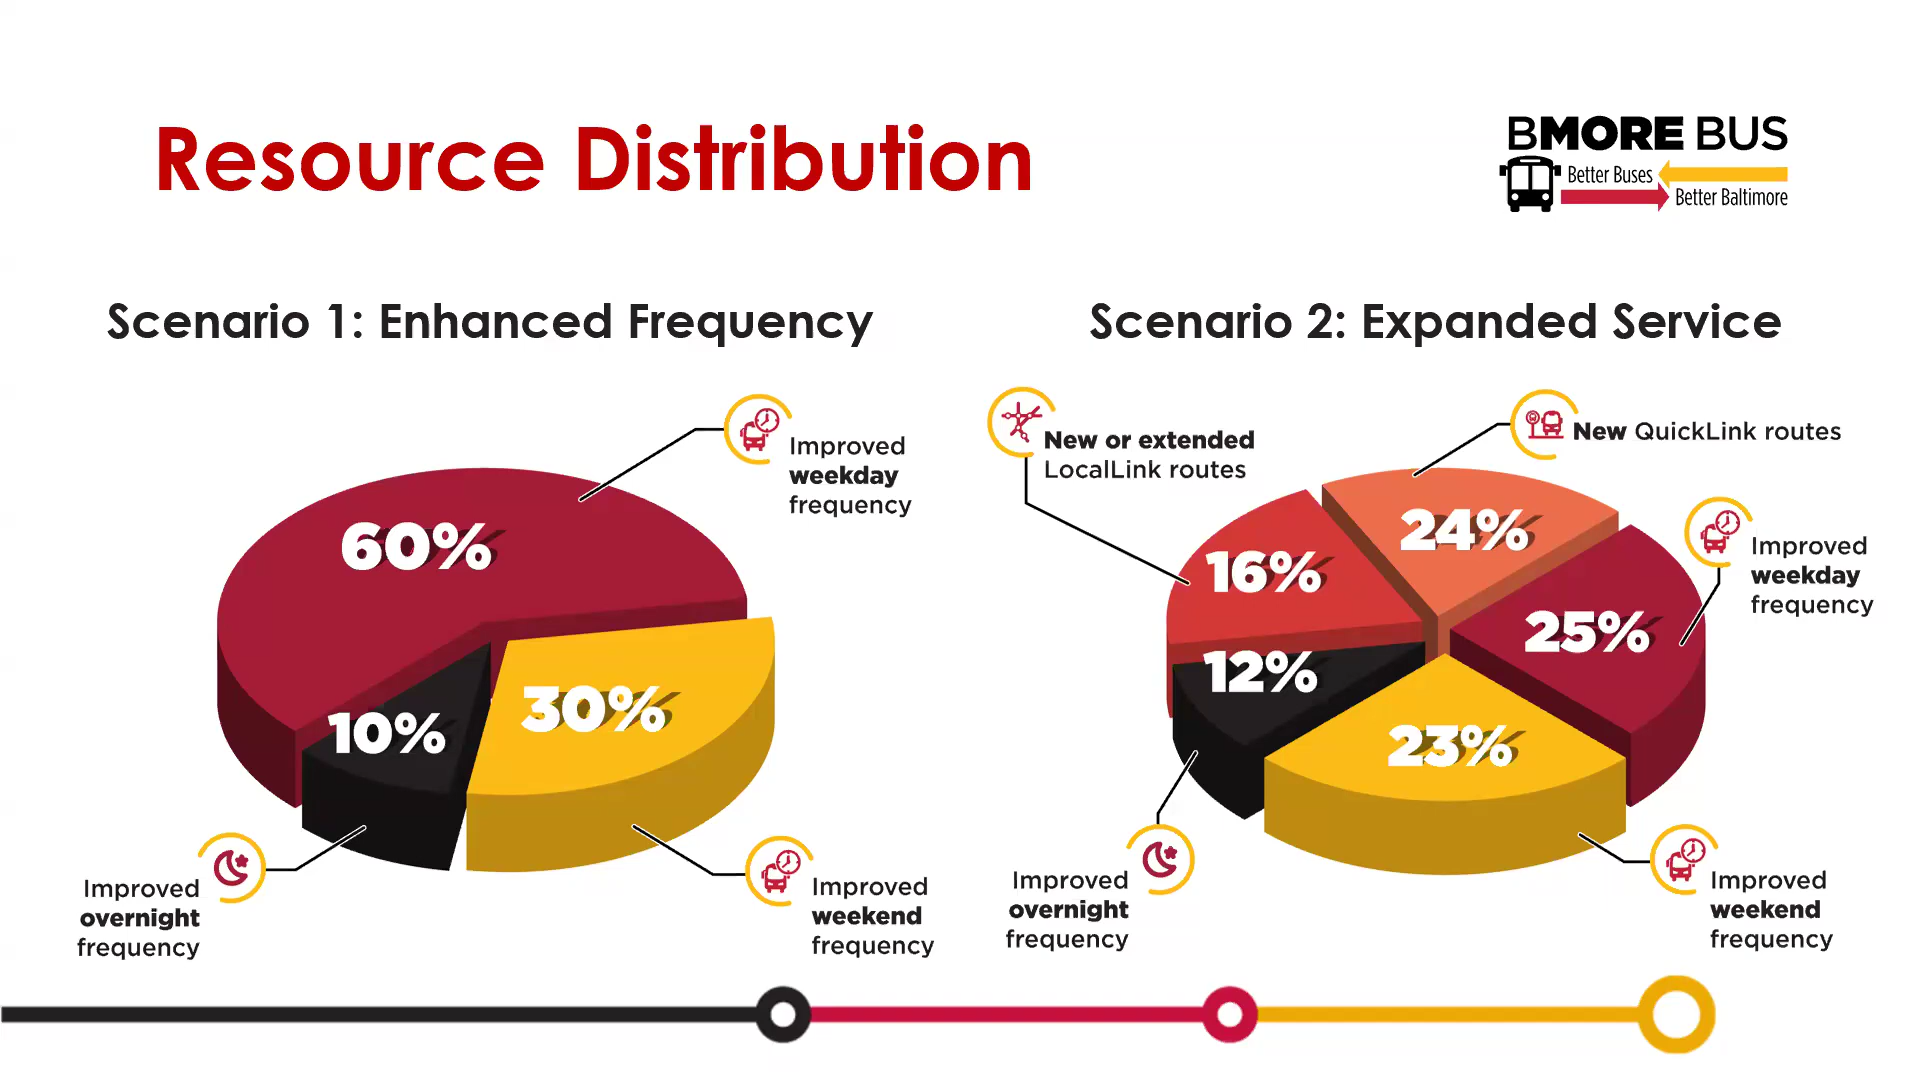 Resource Distribution
BMORE BUS
Better Buses
Better Baltimore
Scenario 1: Enhanced Frequency
Improved
weekday
frequency
60%
30%
10%
Improved
overnight
frequency
Improved
weekend
frequency
Scenario 2: Expanded Service
New or extended
LocalLink routes
New QuickLink routes
24%
16%
Improved
weekday
frequency
25%
12%
23%
Improved
overnight
frequency
Improved
weekend
frequency